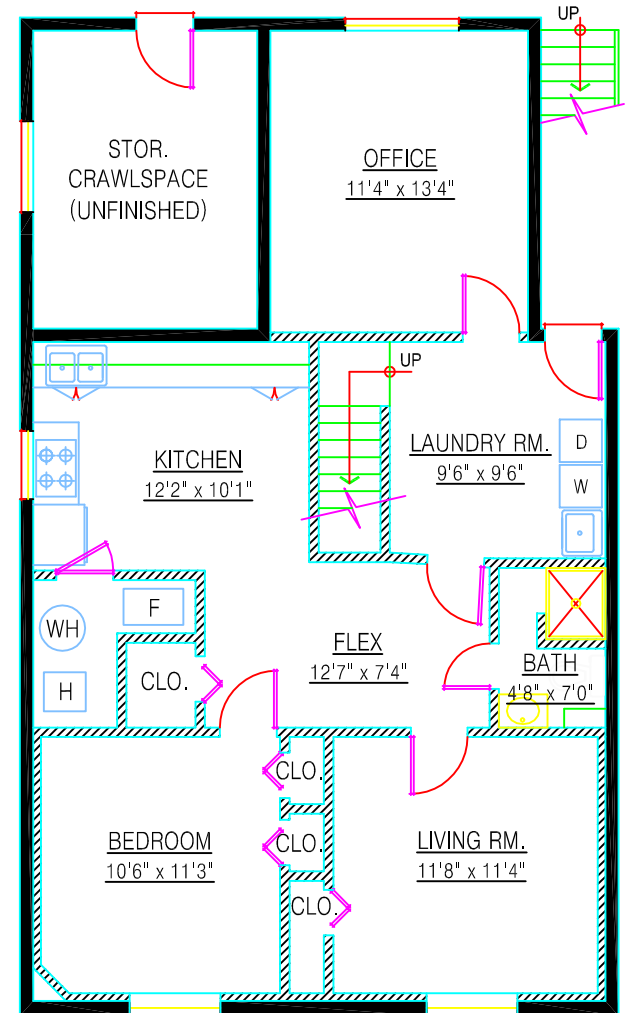 UP
STOR.
CRAWLSPACE
(UNFINISHED)
OFFICE
11'4" x 13'4"
UP
KITCHEN
12'2" x 10'1"
LAUNDRY RM.
9'6" x 9'6"
D
W
F
WH
H
CLO.
FLEX
12'7" x 7'4"
BATH
4'8" x 7'0"
CLO.
BEDROOM
10'6" x 11'3"
CLO.
LIVING RM.
11'8" x 11'4"
CLO.